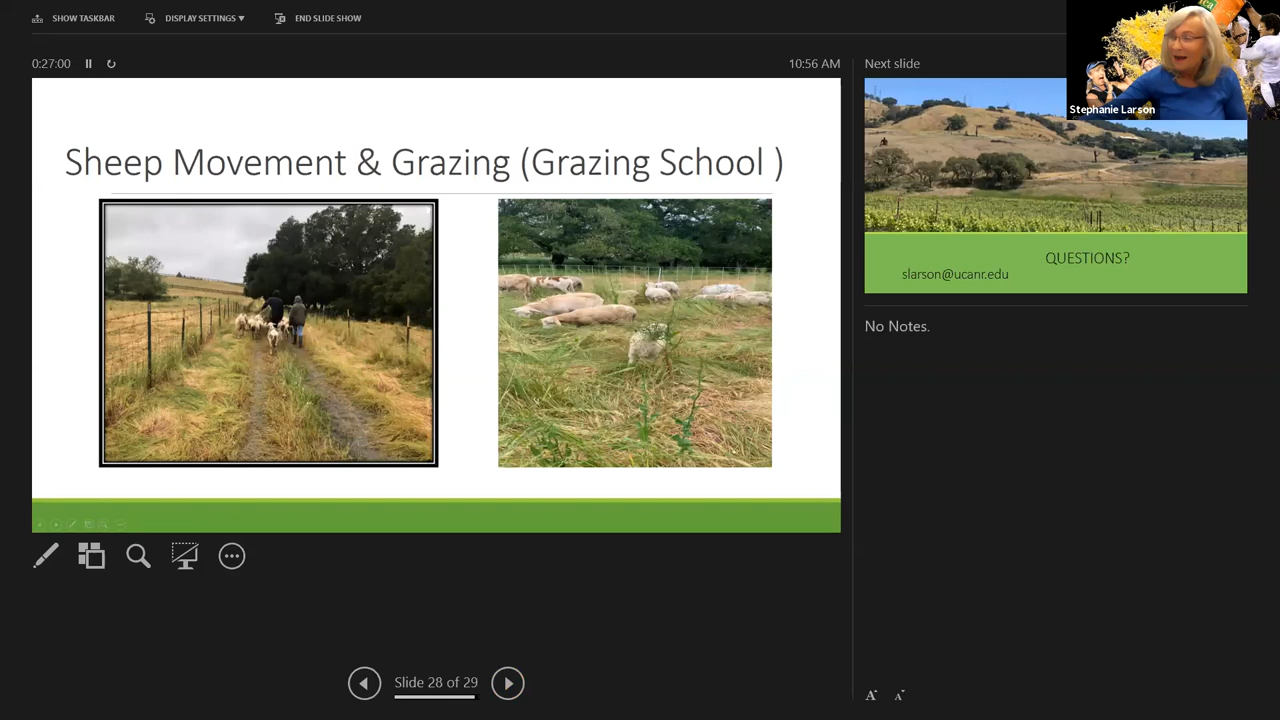 SHOW TASKBAR
DISPLAY SETTINGS ▼
END SLIDE SHOW
0:27:00
10:56 AM
Sheep Movement & Grazing (Grazing School )
Slide 28 of 29
Next slide
Stephanie Larson
QUESTIONS?
slarson@ucanr.edu
No Notes.
A A